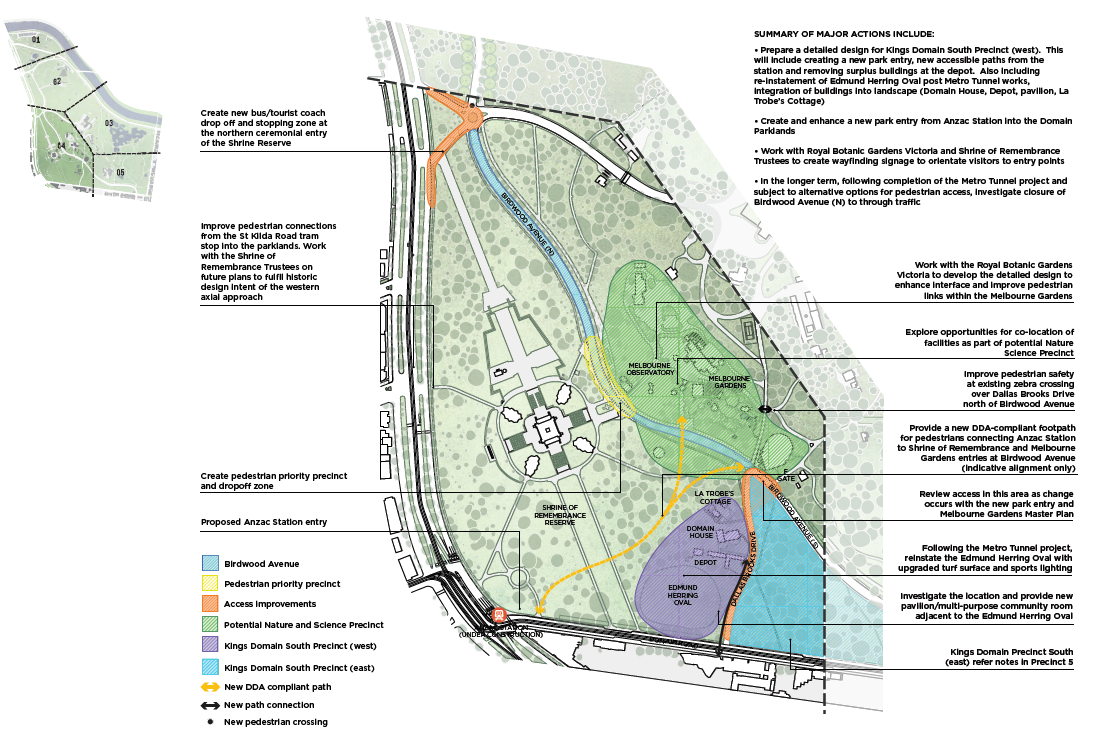 01
02
03
04
05
SUMMARY OF MAJOR ACTIONS INCLUDE:
• Prepare a detailed design for Kings Domain South Precinct (west). This
will include creating a new park entry, new accessible paths from the
station and removing surplus buildings at the depot. Also including
re-instatement of Edmund Herring Oval post Metro Tunnel works,
integration of buildings into landscape (Domain House, Depot, pavilion, La
Trobe's Cottage)
• Create and enhance a new park entry from Anzac Station into the Domain
Parklands
• Work with Royal Botanic Gardens Victoria and Shrine of Remembrance
Trustees to create wayfinding signage to orientate visitors to entry points
• In the longer term, following completion of the Metro Tunnel project and
subject to alternative options for pedestrian access, investigate closure of
Birdwood Avenue (N) to through traffic
Create new bus/tourist coach
drop off and stopping zone at
the northern ceremonial entry
of the Shrine Reserve
Improve pedestrian connections
from the St Kilda Road tram
stop into the parklands. Work
with the Shrine of
Remembrance Trustees on
future plans to fulfil historic
design intent of the western
axial approach
Create pedestrian priority precinct
and dropoff zone
Proposed Anzac Station entry
BIRDWOOD AVENUE (N)
MELBOURNE
OBSERVATORY
MELBOURNE
GARDENS
F
GATE
BIRDWOOD AVENUE (S)
LA TROBE'S
COTTAGE
SHRINE OF
REMEMBRANCE
RESERVE
DOMAIN
HOUSE
DEPOT
DALLAS BROOKS DRIVE
EDMUND
HERRING
OVAL
STATION
(UNDER CONSTRUCTION)
Work with the Royal Botanic Gardens
Victoria to develop the detailed design to
enhance interface and improve pedestrian
links within the Melbourne Gardens
Explore opportunities for co-location of
facilities as part of potential Nature
Science Precinct
Improve pedestrian safety
at existing zebra crossing
over Dallas Brooks Drive
north of Birdwood Avenue
Provide a new DDA-compliant footpath
for pedestrians connecting Anzac Station
to Shrine of Remembrance and Melbourne
Gardens entries at Birdwood Avenue
(indicative alignment only)
Review access in this area as change
occurs with the new park entry and
Melbourne Gardens Master Plan
Following the Metro Tunnel project,
reinstate the Edmund Herring Oval with
upgraded turf surface and sports lighting
Investigate the location and provide new
pavilion/multi-purpose community room
adjacent to the Edmund Herring Oval
Kings Domain Precinct South
(east) refer notes in Precinct 5
Birdwood Avenue
Pedestrian priority precinct
Access improvements
Potential Nature and Science Precinct
Kings Domain South Precinct (west)
Kings Domain South Precinct (east)
New DDA compliant path
New path connection
New pedestrian crossing